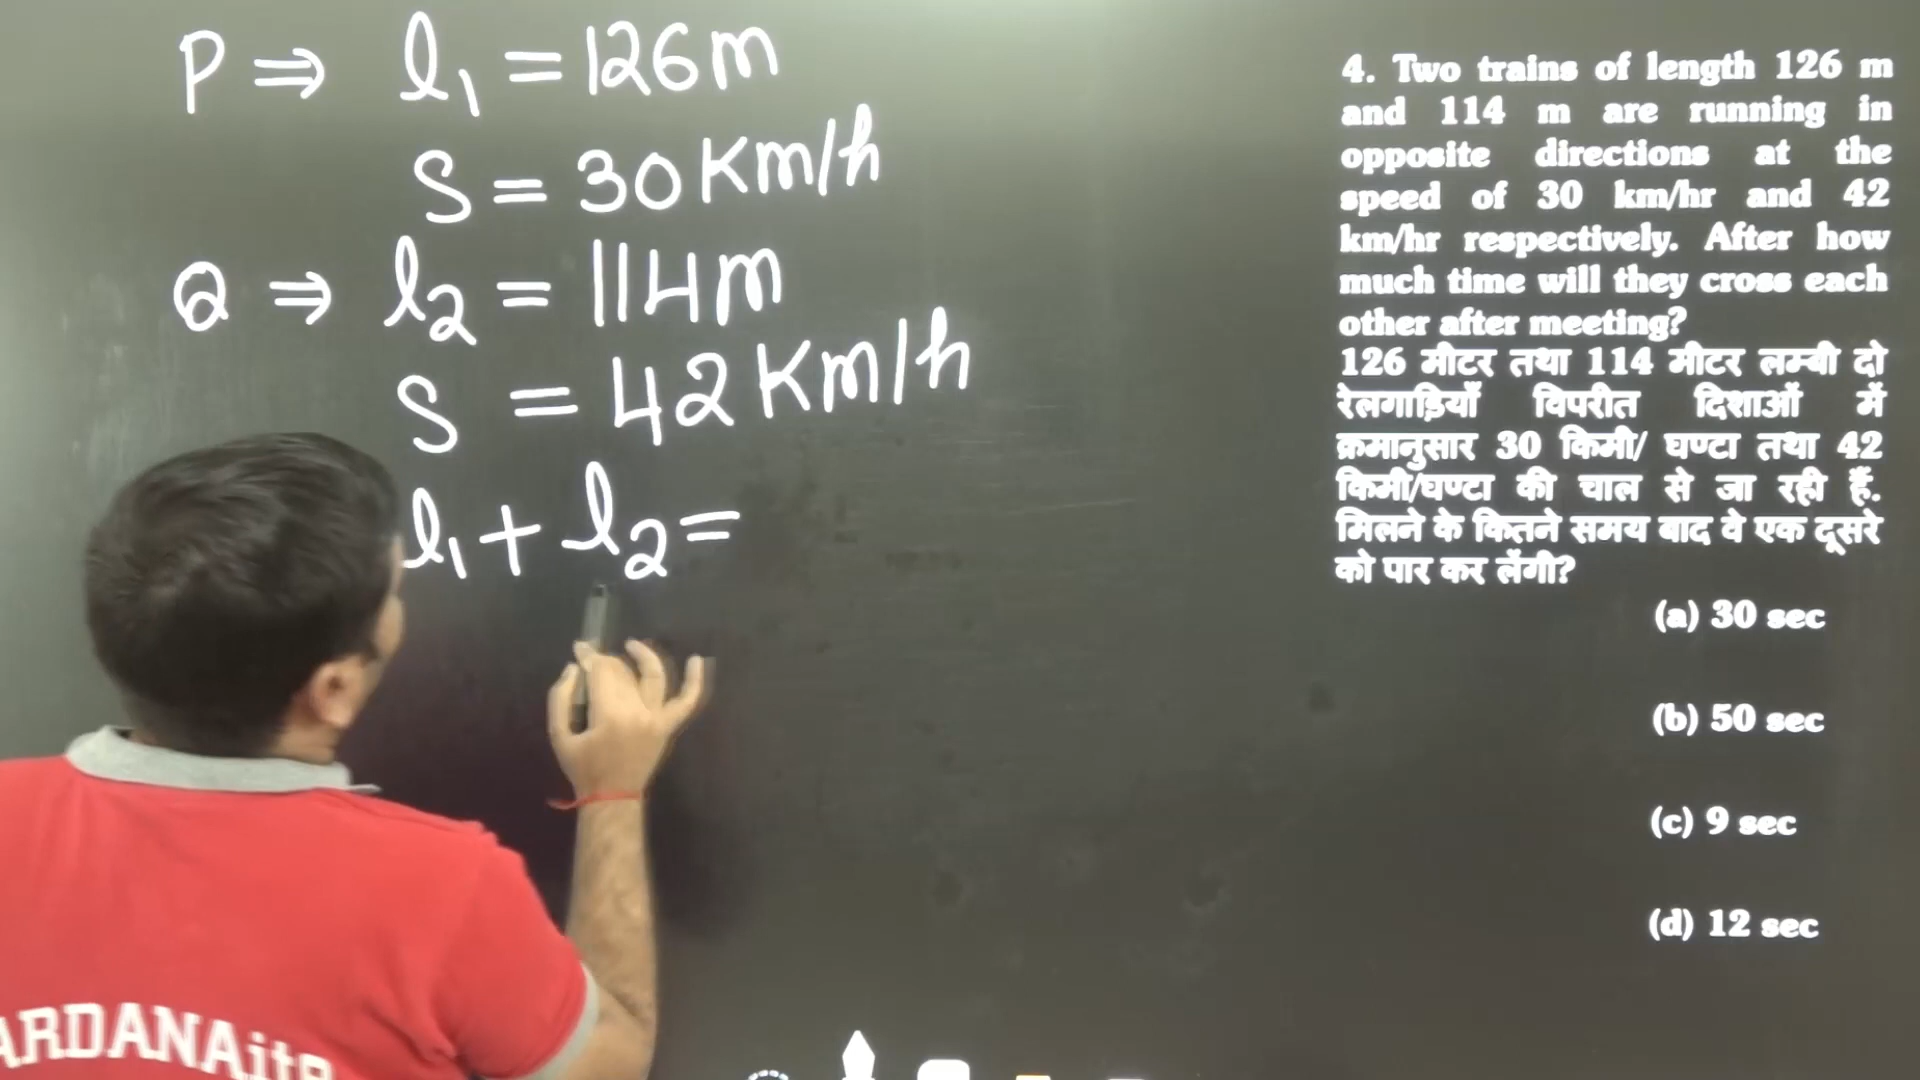 P ⇒ l₁ = 126m
S = 30 Km/h
Q ⇒ l₂ = 114m
S = 42 Km/h
l₁ + l₂ =
4. Two trains of length 126 m
and 114 m are running in
opposite directions at the
speed of 30 km/hr and 42
km/hr respectively. After how
much time will they cross each
other after meeting?
126 मीटर तथा 114 मीटर लम्बी दो
रेलगाड़ियाँ विपरीत दिशाओं में
क्रमानुसार 30 किमी/ घण्टा तथा 42
किमी/घण्टा की चाल से जा रही हैं.
मिलने के कितने समय बाद वे एक दूसरे
को पार कर लेंगी?
(a) 30 sec
(b) 50 sec
(c) 9 sec
(d) 12 sec